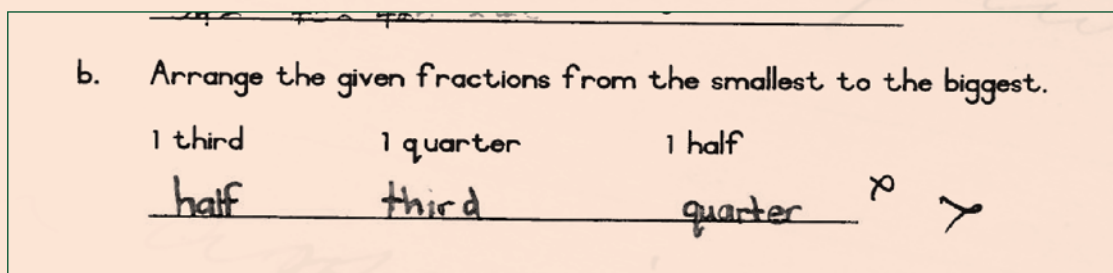 b. Arrange the given fractions from the smallest to the biggest.
1 third 1 quarter 1 half
half third quarter